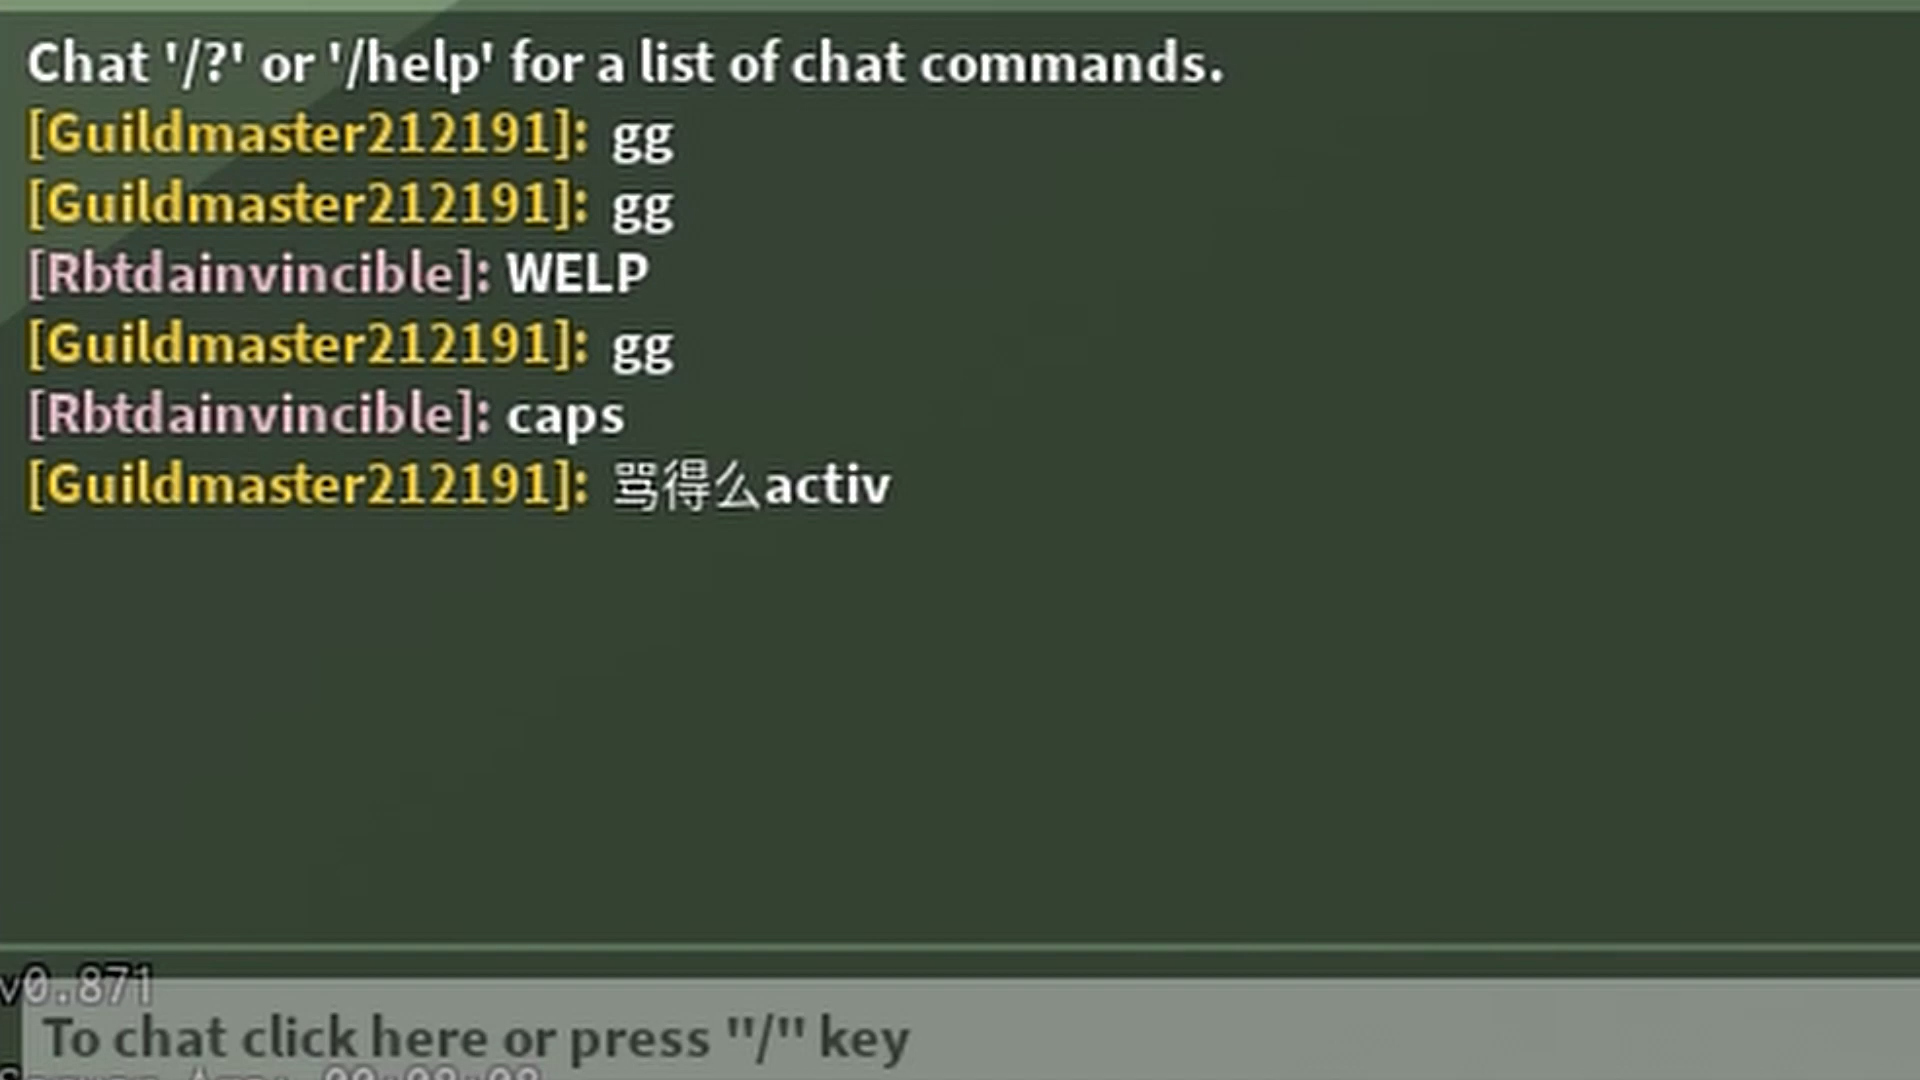 Chat '/?' or '/help' for a list of chat commands.
[Guildmaster212191]: gg
[Guildmaster212191]: gg
[Rbtdainvincible]: WELP
[Guildmaster212191]: gg
[Rbtdainvincible]: caps
[Guildmaster212191]: 骂得么activ
v0.871
To chat click here or press "/" key